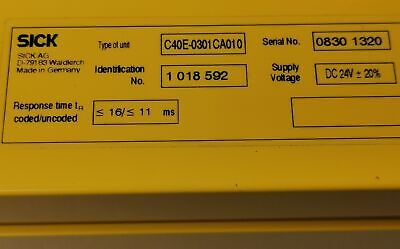 SICK
SICK AG
D-79183 Waldkirch
Made in Germany
Type of unit
C40E-0301CA010
Serial No.
0830 1320
Identification
No.
1 018 592
Supply
Voltage
DC 24V ± 20%
Response time tR
coded/uncoded
≤ 16/≤ 11 ms